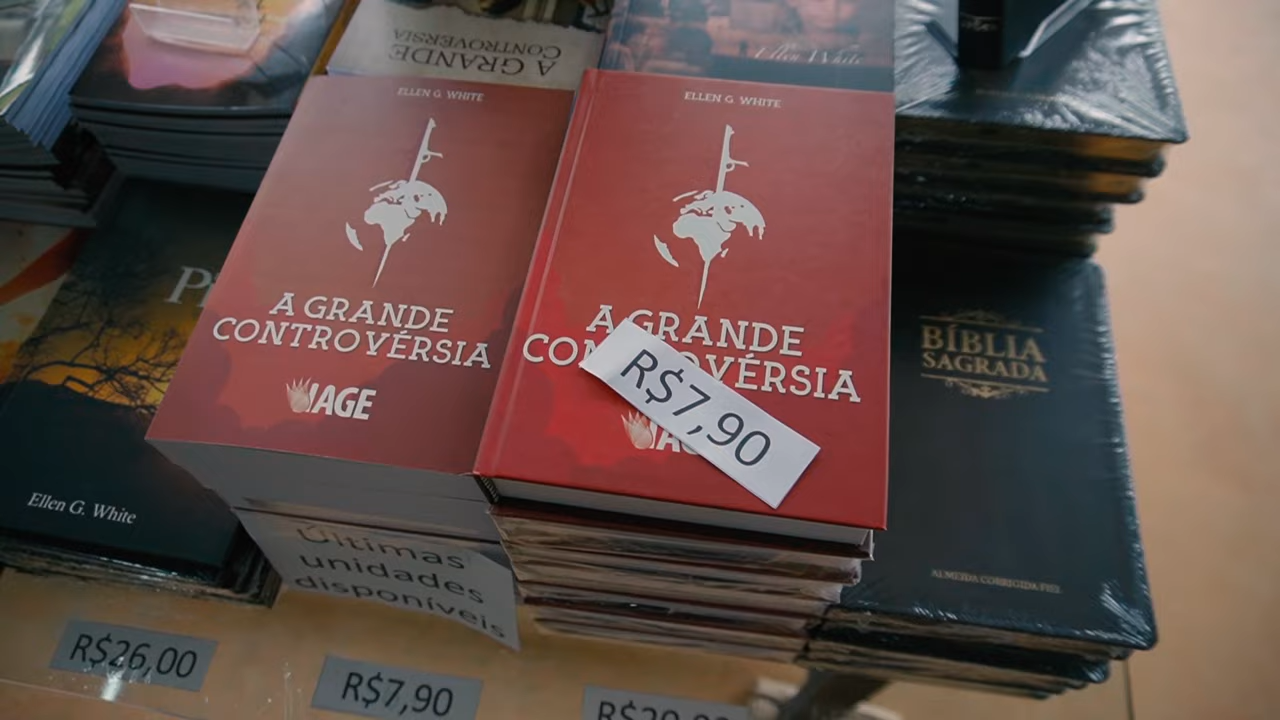 A GRANDE
CONTROVÉRSIA
Ellen White
ELLEN G. WHITE
A GRANDE
CONTROVÉRSIA
IAGE
ELLEN G. WHITE
A GRANDE
CONTROVÉRSIA
R$7,90
P
Ellen G. White
BÍBLIA
SAGRADA
ALMEIDA CORRIGIDA FIEL
Últimas
unidades
disponíveis
R$26,00
R$7,90